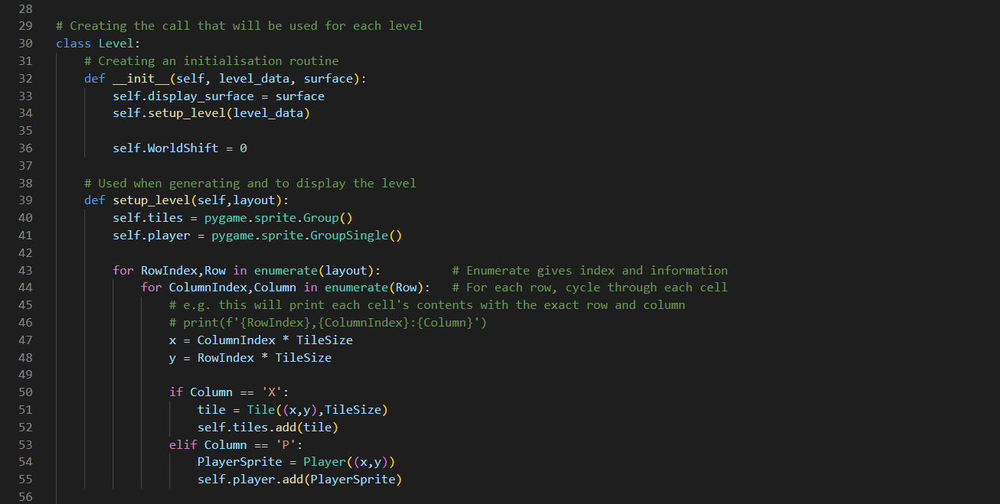 28
29 # Creating the call that will be used for each level
30 class Level:
31     # Creating an initialisation routine
32     def __init__(self, level_data, surface):
33         self.display_surface = surface
34         self.setup_level(level_data)
35
36         self.WorldShift = 0
37
38     # Used when generating and to display the level
39     def setup_level(self,layout):
40         self.tiles = pygame.sprite.Group()
41         self.player = pygame.sprite.GroupSingle()
42
43         for RowIndex,Row in enumerate(layout):          # Enumerate gives index and information
44             for ColumnIndex,Column in enumerate(Row):   # For each row, cycle through each cell
45                 # e.g. this will print each cell's contents with the exact row and column
46                 # print(f'{RowIndex},{ColumnIndex}:{Column}')
47                 x = ColumnIndex * TileSize
48                 y = RowIndex * TileSize
49
50                 if Column == 'X':
51                     tile = Tile((x,y),TileSize)
52                     self.tiles.add(tile)
53                 elif Column == 'P':
54                     PlayerSprite = Player((x,y))
55                     self.player.add(PlayerSprite)
56